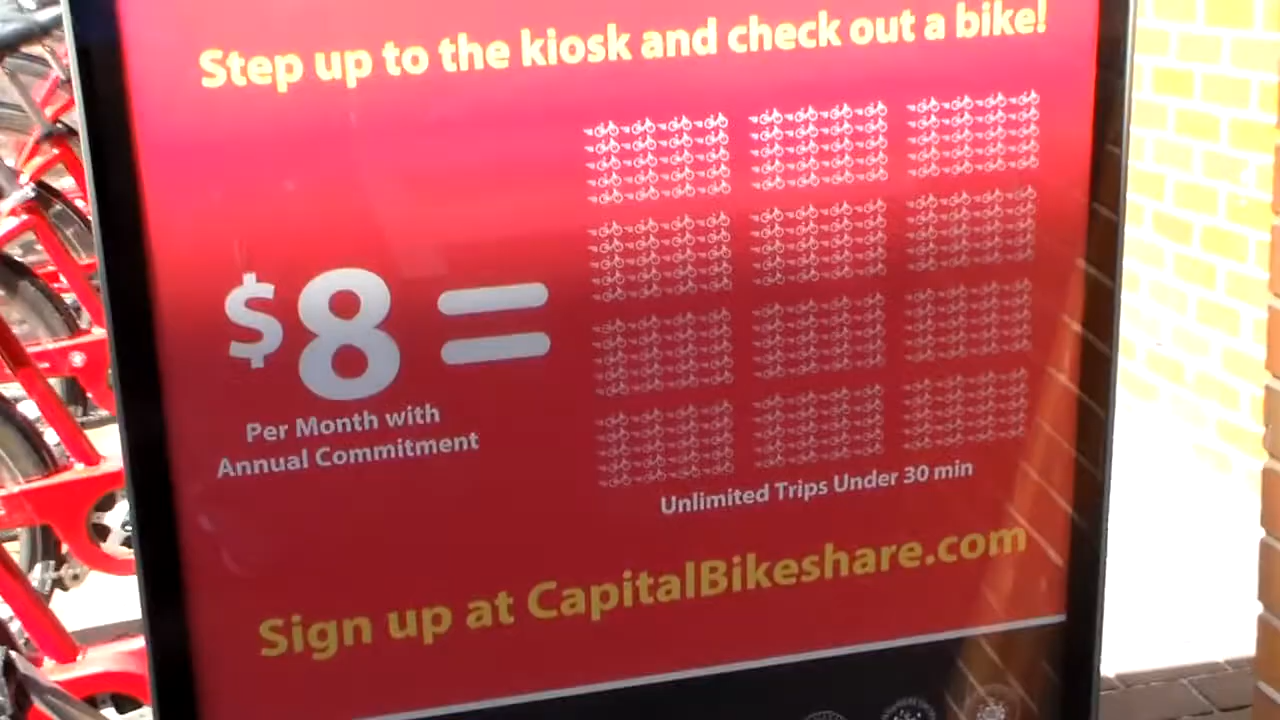 Step up to the kiosk and check out a bike!
$8 =
Per Month with
Annual Commitment
Unlimited Trips Under 30 min
Sign up at CapitalBikeshare.com